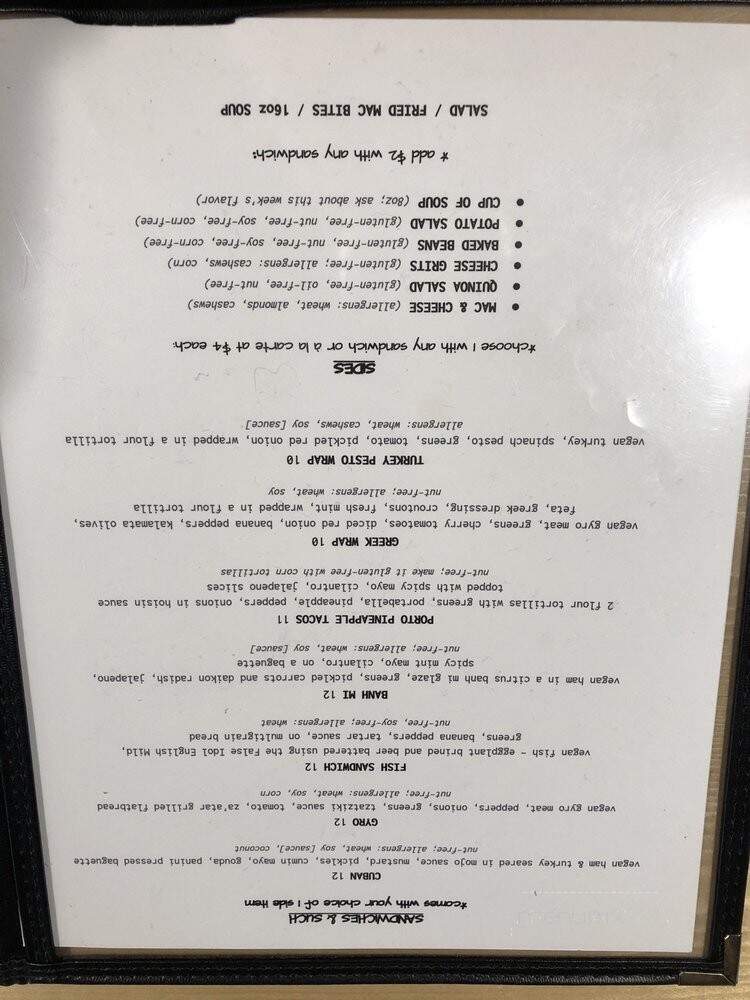 SANDWICHES & SUCH
*comes with your choice of 1 side item
CUBAN 12
vegan ham & turkey seared in mojo sauce, mustard, pickles, cumin mayo, gouda, panini pressed baguette
nut-free; allergens: wheat, soy [sauce], coconut
GYRO 12
vegan gyro meat, peppers, onions, greens, tzatziki sauce, tomato, za'atar grilled flatbread
nut-free; allergens: wheat, soy, corn
FISH SANDWICH 12
vegan fish - eggplant brined and beer battered using the False Idol English Mild,
greens, banana peppers, tartar sauce, on multigrain bread
nut-free, soy-free; allergens: wheat
BANH MI 12
vegan ham in a citrus banh mi glaze, greens, pickled carrots and daikon radish, jalapeno,
spicy mint mayo, cilantro, on a baguette
nut-free; allergens: wheat, soy [sauce]
PORTO PINEAPPLE TACOS 11
2 flour tortillas with greens, portabella, pineapple, peppers, onions in hoisin sauce
topped with spicy mayo, cilantro, jalapeno slices
nut-free; make it gluten-free with corn tortillas
GREEK WRAP 10
vegan gyro meat, greens, cherry tomatoes, diced red onion, banana peppers, kalamata olives,
feta, greek dressing, croutons, fresh mint, wrapped in a flour tortilla
nut-free; allergens: wheat, soy
TURKEY PESTO WRAP 10
vegan turkey, spinach pesto, greens, tomato, pickled red onion, wrapped in a flour tortilla
allergens: wheat, cashews, soy [sauce]
SIDES
*choose 1 with any sandwich or à la carte at $4 each:
• MAC & CHEESE (allergens: wheat, almonds, cashews)
• QUINOA SALAD (gluten-free, oil-free, nut-free)
• CHEESE GRITS (gluten-free; allergens: cashews, corn)
• BAKED BEANS (gluten-free, nut-free, soy-free, corn-free)
• POTATO SALAD (gluten-free, nut-free, soy-free, corn-free)
• CUP OF SOUP (8oz; ask about this week's flavor)
* add $2 with any sandwich:
SALAD / FRIED MAC BITES / 16oz SOUP